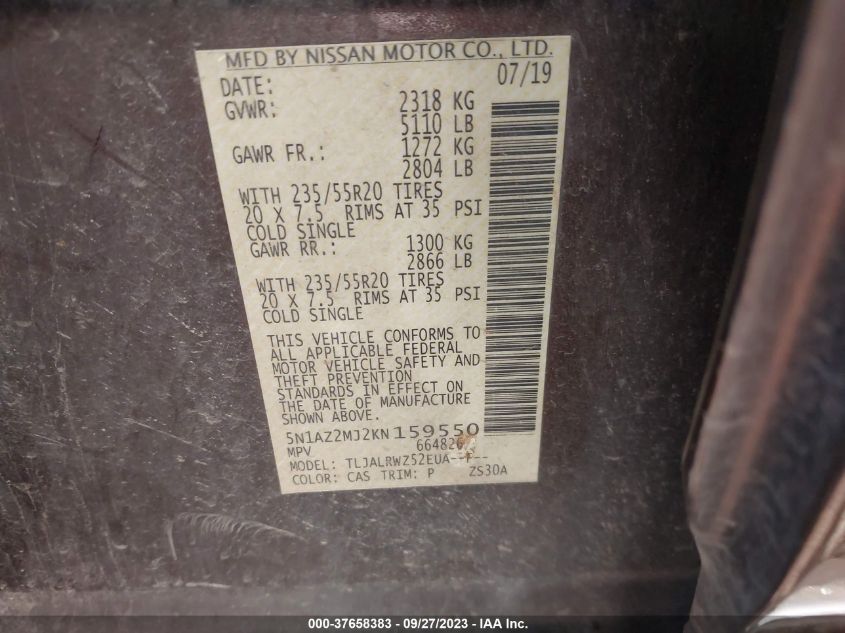 MFD BY NISSAN MOTOR CO., LTD.
DATE: 07/19
GVWR: 2318 KG
5110 LB
GAWR FR.: 1272 KG
2804 LB
WITH 235/55R20 TIRES
20 X 7.5 RIMS AT 35 PSI
COLD SINGLE
GAWR RR.: 1300 KG
2866 LB
WITH 235/55R20 TIRES
20 X 7.5 RIMS AT 35 PSI
COLD SINGLE
THIS VEHICLE CONFORMS TO
ALL APPLICABLE FEDERAL
MOTOR VEHICLE SAFETY AND
THEFT PREVENTION
STANDARDS IN EFFECT ON
THE DATE OF MANUFACTURE
SHOWN ABOVE.
5N1AZ2MJ2KN159550
MPV
MODEL: TLJALRWZ52EUA-----
COLOR: CAS TRIM: P ZS30A
000-37658383 | 09/27/2023 - IAA Inc.